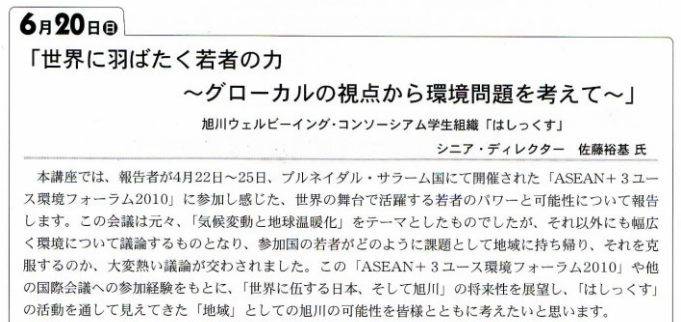 6月20日㊐
「世界に羽ばたく若者の力
～グローカルの視点から環境問題を考えて～」
旭川ウェルビーイング・コンソーシアム学生組織「はしっくす」
シニア・ディレクター　佐藤裕基 氏
本講座では、報告者が4月22日～25日、ブルネイダル・サラーム国にて開催された「ASEAN＋３ユー
ス環境フォーラム2010」に参加し感じた、世界の舞台で活躍する若者のパワーと可能性について報告
します。この会議は元々、「気候変動と地球温暖化」をテーマとしたものでしたが、それ以外にも幅広
く環境について議論するものとなり、参加国の若者がどのように課題として地域に持ち帰り、それを克
服するのか、大変熱い議論が交わされました。この「ASEAN＋３ユース環境フォーラム2010」や他
の国際会議への参加経験をもとに、「世界に伍する日本、そして旭川」の将来性を展望し、「はしっくす」
の活動を通して見えてきた「地域」としての旭川の可能性を皆様とともに考えたいと思います。